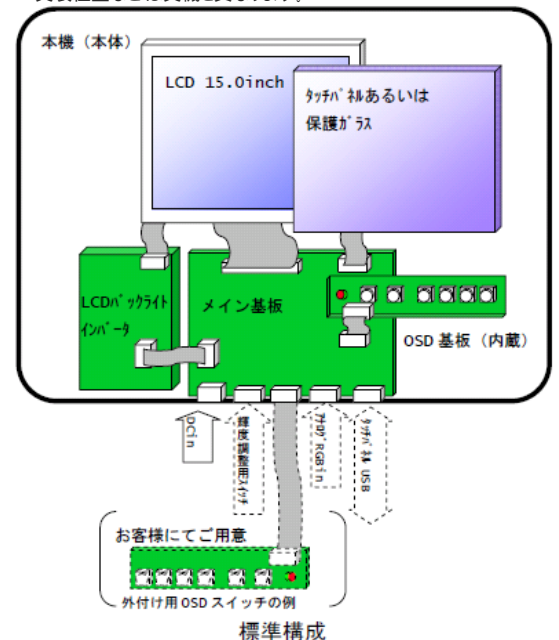 本機（本体）
LCD 15.0inch
ﾀｯﾁﾊﾟﾈﾙあるいは
保護ｶﾞﾗｽ
LCDﾊﾞｯｸﾗｲﾄ
ｲﾝﾊﾞｰﾀ
メイン基板
OSD 基板（内蔵）
DCin
輝度調整用ｽｲｯﾁ
ｱﾅﾛｸﾞRGBin
ﾀｯﾁﾊﾟﾈﾙ USB
お客様にてご用意
外付け用 OSD スイッチの例
標準構成